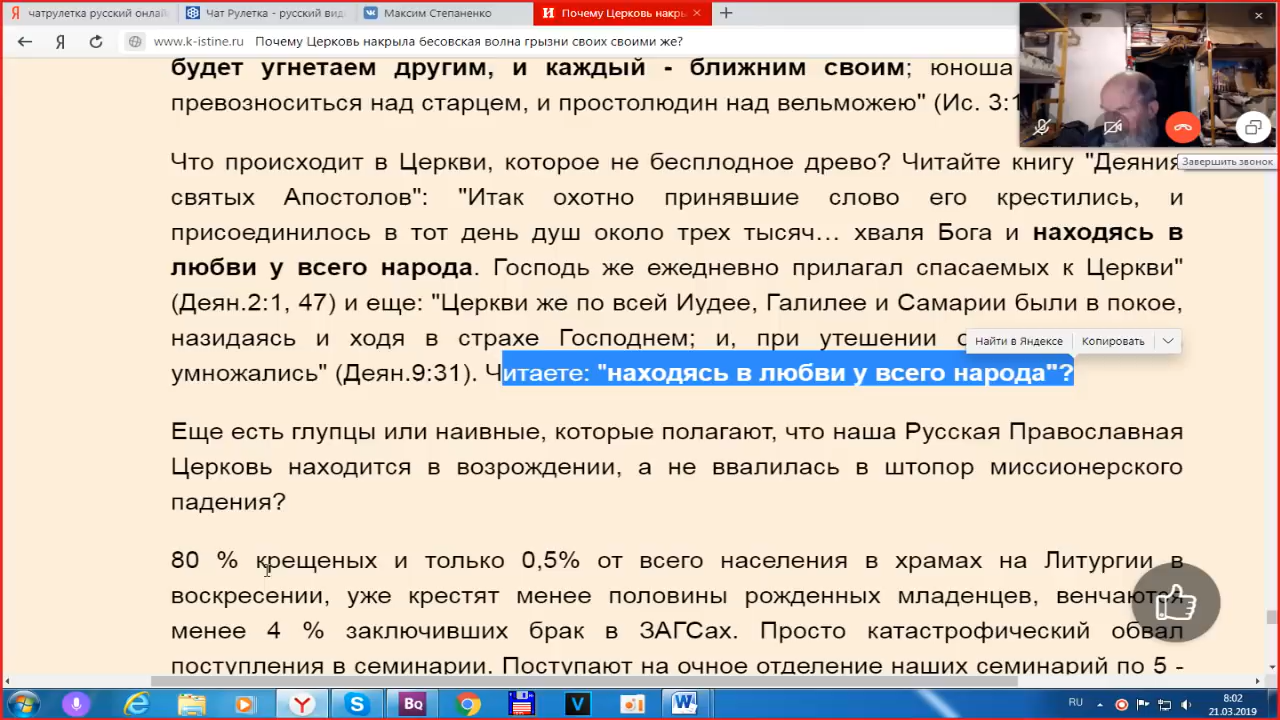 чатрулетка русский онлай
Чат Рулетка - русский вид
Максим Степаненко
Почему Церковь накры
www.k-istine.ru Почему Церковь накрыла бесовская волна грызни своих своими же?
будет угнетаем другим, и каждый - ближним своим; юноша
превозноситься над старцем, и простолюдин над вельможею" (Ис. 3:1
Завершить звонок
Что происходит в Церкви, которое не бесплодное древо? Читайте книгу "Деяния
святых Апостолов": "Итак охотно принявшие слово его крестились, и
присоединилось в тот день душ около трех тысяч… хваля Бога и находясь в
любви у всего народа. Господь же ежедневно прилагал спасаемых к Церкви"
(Деян.2:1, 47) и еще: "Церкви же по всей Иудее, Галилее и Самарии были в покое,
назидаясь и ходя в страхе Господнем; и, при утешении
Найти в Яндексе Копировать
умножались" (Деян.9:31). Читаете: "находясь в любви у всего народа"?
Еще есть глупцы или наивные, которые полагают, что наша Русская Православная
Церковь находится в возрождении, а не ввалилась в штопор миссионерского
падения?
80 % крещеных и только 0,5% от всего населения в храмах на Литургии в
воскресении, уже крестят менее половины рожденных младенцев, венчаются
менее 4 % заключивших брак в ЗАГСах. Просто катастрофический обвал
поступления в семинарии. Поступают на очное отделение наших семинарий по 5 -
RU
8:02
21.03.2019